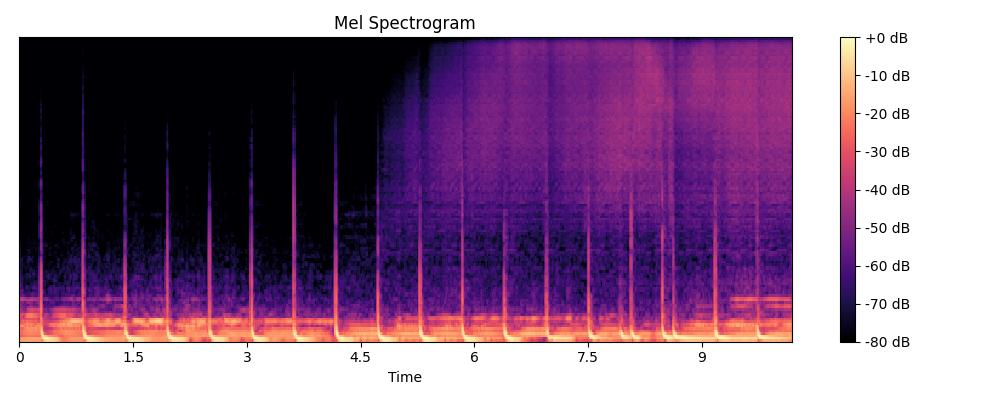 Mel Spectrogram
+0 dB
-10 dB
-20 dB
-30 dB
-40 dB
-50 dB
-60 dB
-70 dB
-80 dB
0 1.5 3 4.5 6 7.5 9
Time